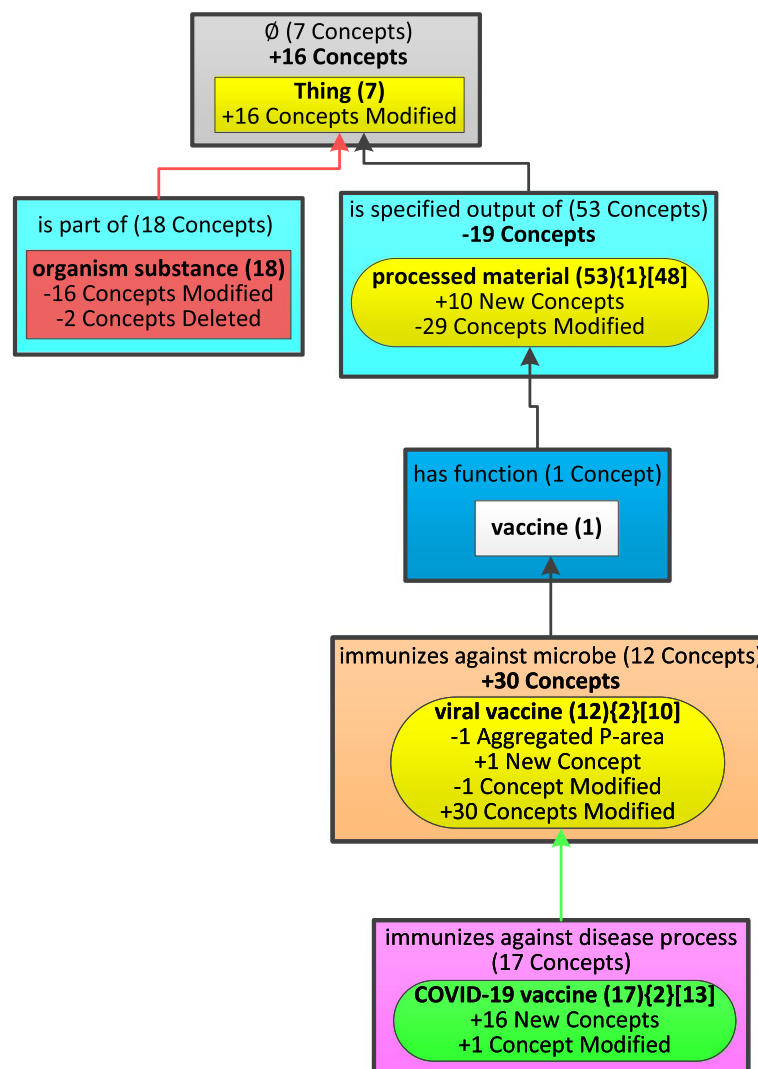 Ø (7 Concepts)
+16 Concepts
Thing (7)
+16 Concepts Modified
is part of (18 Concepts)
organism substance (18)
-16 Concepts Modified
-2 Concepts Deleted
is specified output of (53 Concepts)
-19 Concepts
processed material (53){1}[48]
+10 New Concepts
-29 Concepts Modified
has function (1 Concept)
vaccine (1)
immunizes against microbe (12 Concepts)
+30 Concepts
viral vaccine (12){2}[10]
-1 Aggregated P-area
+1 New Concept
-1 Concept Modified
+30 Concepts Modified
immunizes against disease process
(17 Concepts)
COVID-19 vaccine (17){2}[13]
+16 New Concepts
+1 Concept Modified